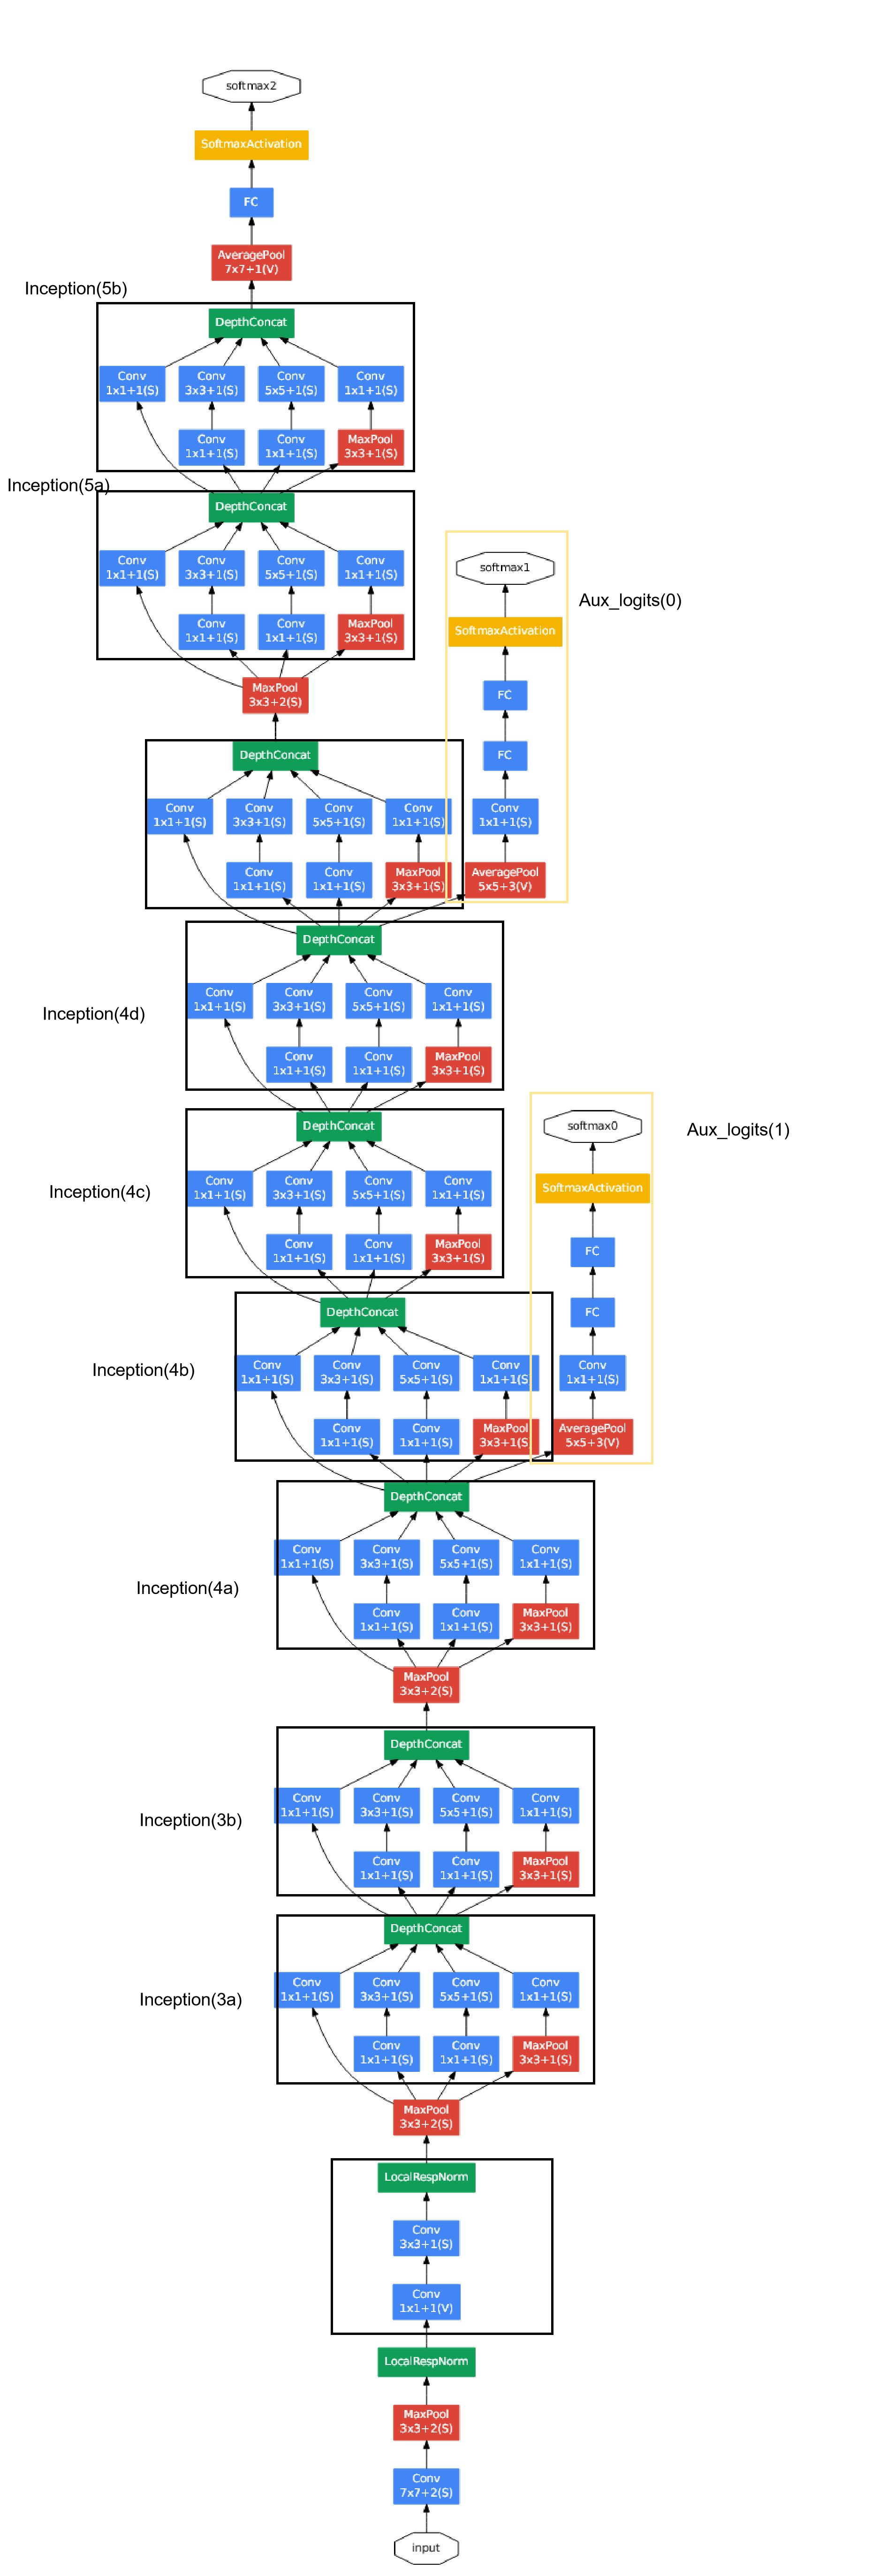 softmax2
SoftmaxActivation
FC
AveragePool
7x7+1(V)
Inception(5b)
DepthConcat
Conv
1x1+1(S)
Conv
3x3+1(S)
Conv
5x5+1(S)
Conv
1x1+1(S)
Conv
1x1+1(S)
Conv
1x1+1(S)
MaxPool
3x3+1(S)
Inception(5a)
DepthConcat
Conv
1x1+1(S)
Conv
3x3+1(S)
Conv
5x5+1(S)
Conv
1x1+1(S)
Conv
1x1+1(S)
Conv
1x1+1(S)
MaxPool
3x3+1(S)
softmax1
Aux_logits(0)
SoftmaxActivation
FC
FC
Conv
1x1+1(S)
AveragePool
5x5+3(V)
MaxPool
3x3+2(S)
DepthConcat
Conv
1x1+1(S)
Conv
3x3+1(S)
Conv
5x5+1(S)
Conv
1x1+1(S)
Conv
1x1+1(S)
Conv
1x1+1(S)
MaxPool
3x3+1(S)
DepthConcat
Inception(4d)
Conv
1x1+1(S)
Conv
3x3+1(S)
Conv
5x5+1(S)
Conv
1x1+1(S)
Conv
1x1+1(S)
Conv
1x1+1(S)
MaxPool
3x3+1(S)
softmax0
Aux_logits(1)
SoftmaxActivation
FC
FC
Conv
1x1+1(S)
AveragePool
5x5+3(V)
DepthConcat
Inception(4c)
Conv
1x1+1(S)
Conv
3x3+1(S)
Conv
5x5+1(S)
Conv
1x1+1(S)
Conv
1x1+1(S)
Conv
1x1+1(S)
MaxPool
3x3+1(S)
DepthConcat
Inception(4b)
Conv
1x1+1(S)
Conv
3x3+1(S)
Conv
5x5+1(S)
Conv
1x1+1(S)
Conv
1x1+1(S)
Conv
1x1+1(S)
MaxPool
3x3+1(S)
DepthConcat
Inception(4a)
Conv
1x1+1(S)
Conv
3x3+1(S)
Conv
5x5+1(S)
Conv
1x1+1(S)
Conv
1x1+1(S)
Conv
1x1+1(S)
MaxPool
3x3+1(S)
MaxPool
3x3+2(S)
DepthConcat
Inception(3b)
Conv
1x1+1(S)
Conv
3x3+1(S)
Conv
5x5+1(S)
Conv
1x1+1(S)
Conv
1x1+1(S)
Conv
1x1+1(S)
MaxPool
3x3+1(S)
DepthConcat
Inception(3a)
Conv
1x1+1(S)
Conv
3x3+1(S)
Conv
5x5+1(S)
Conv
1x1+1(S)
Conv
1x1+1(S)
Conv
1x1+1(S)
MaxPool
3x3+1(S)
MaxPool
3x3+2(S)
LocalRespNorm
Conv
3x3+1(S)
Conv
1x1+1(V)
LocalRespNorm
MaxPool
3x3+2(S)
Conv
7x7+2(S)
input